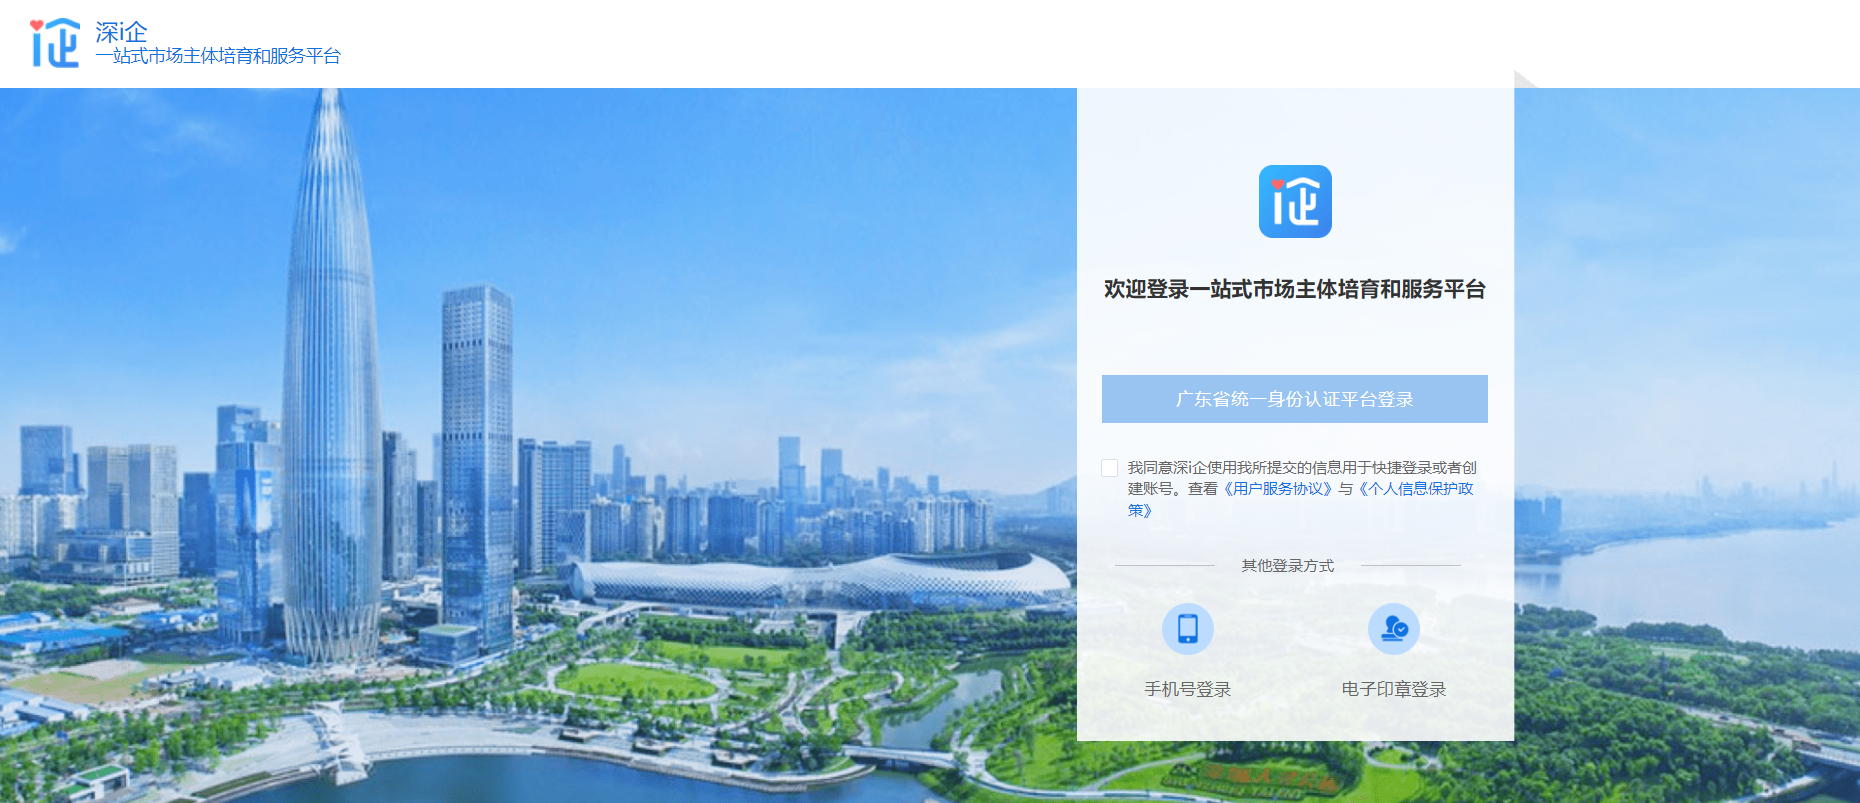 深i企
一站式市场主体培育和服务平台
i企
欢迎登录一站式市场主体培育和服务平台
广东省统一身份认证平台登录
我同意深i企使用我所提交的信息用于快捷登录或者创
建账号。查看《用户服务协议》与《个人信息保护政
策》
其他登录方式
手机号登录
电子印章登录